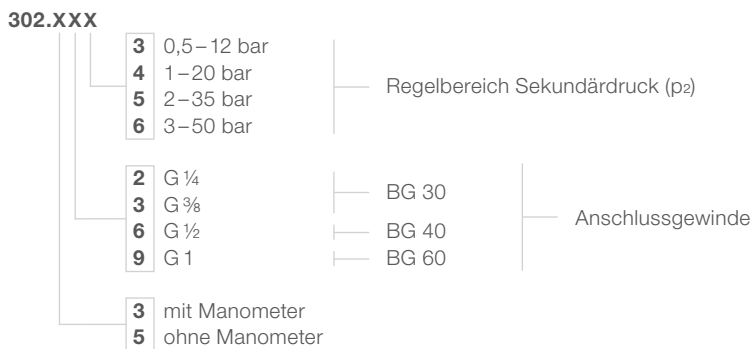 302.XXX
3 0,5–12 bar
4 1–20 bar
5 2–35 bar
6 3–50 bar
Regelbereich Sekundärdruck (p2)
2 G ¼
3 G ⅜
BG 30
6 G ½ BG 40
9 G 1 BG 60
Anschlussgewinde
3 mit Manometer
5 ohne Manometer